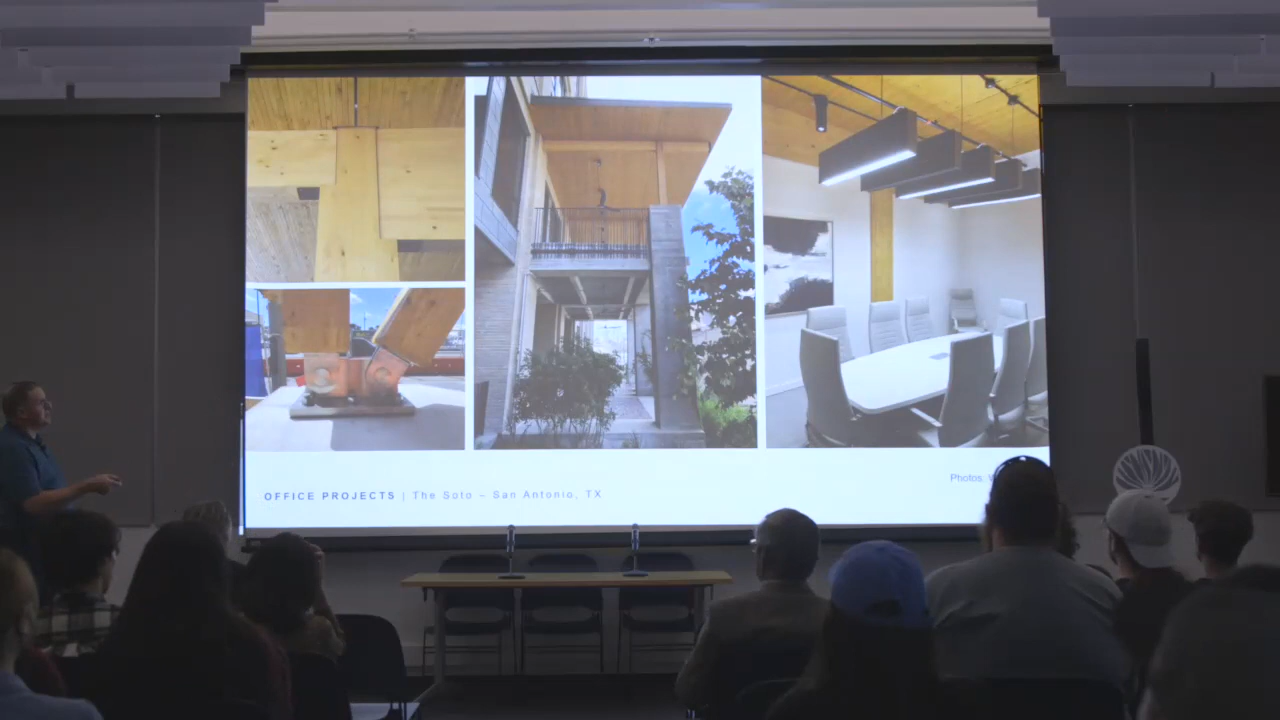 OFFICE PROJECTS | The Soto – San Antonio, TX
Photos: